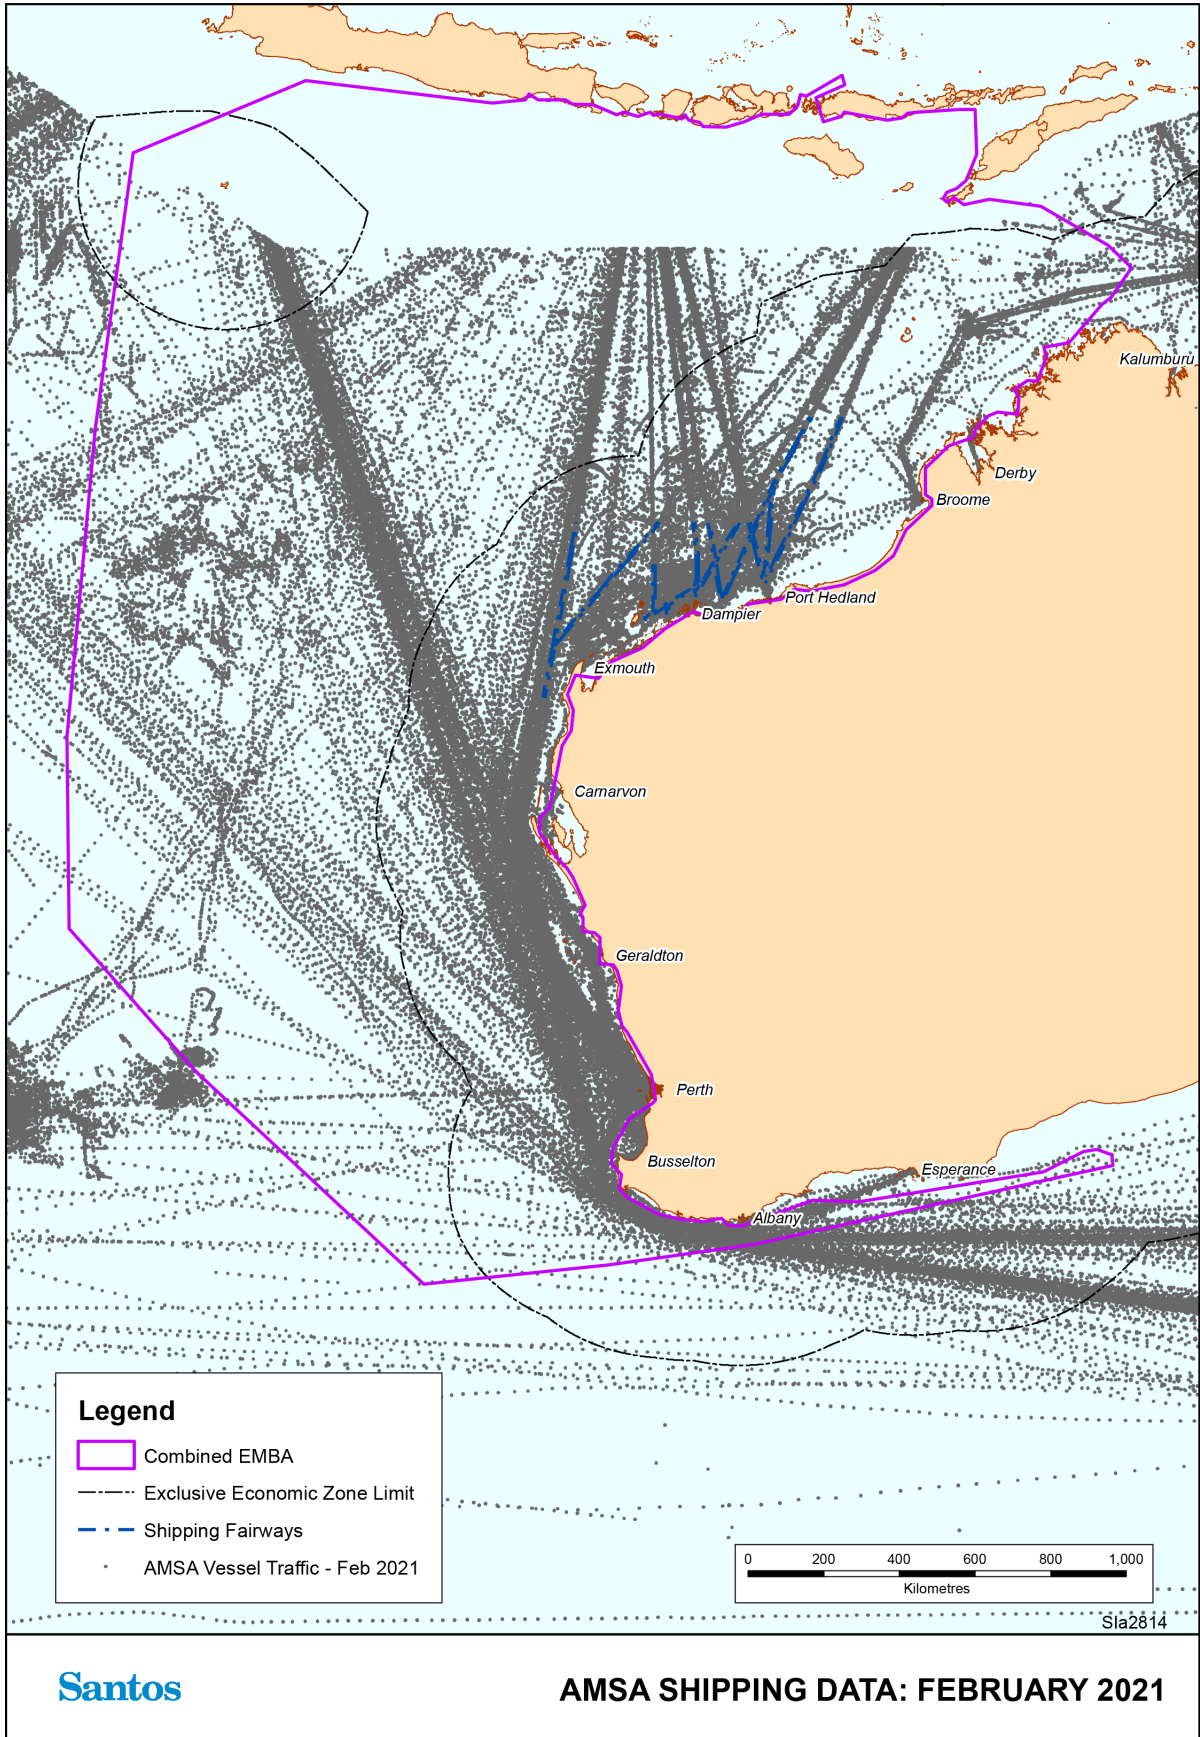 Kalumburu
Derby
Broome
Port Hedland
Dampier
Exmouth
Carnarvon
Geraldton
Perth
Busselton
Esperance
Albany
Legend
Combined EMBA
Exclusive Economic Zone Limit
Shipping Fairways
AMSA Vessel Traffic - Feb 2021
0 200 400 600 800 1,000
Kilometres
Sla2814
Santos
AMSA SHIPPING DATA: FEBRUARY 2021